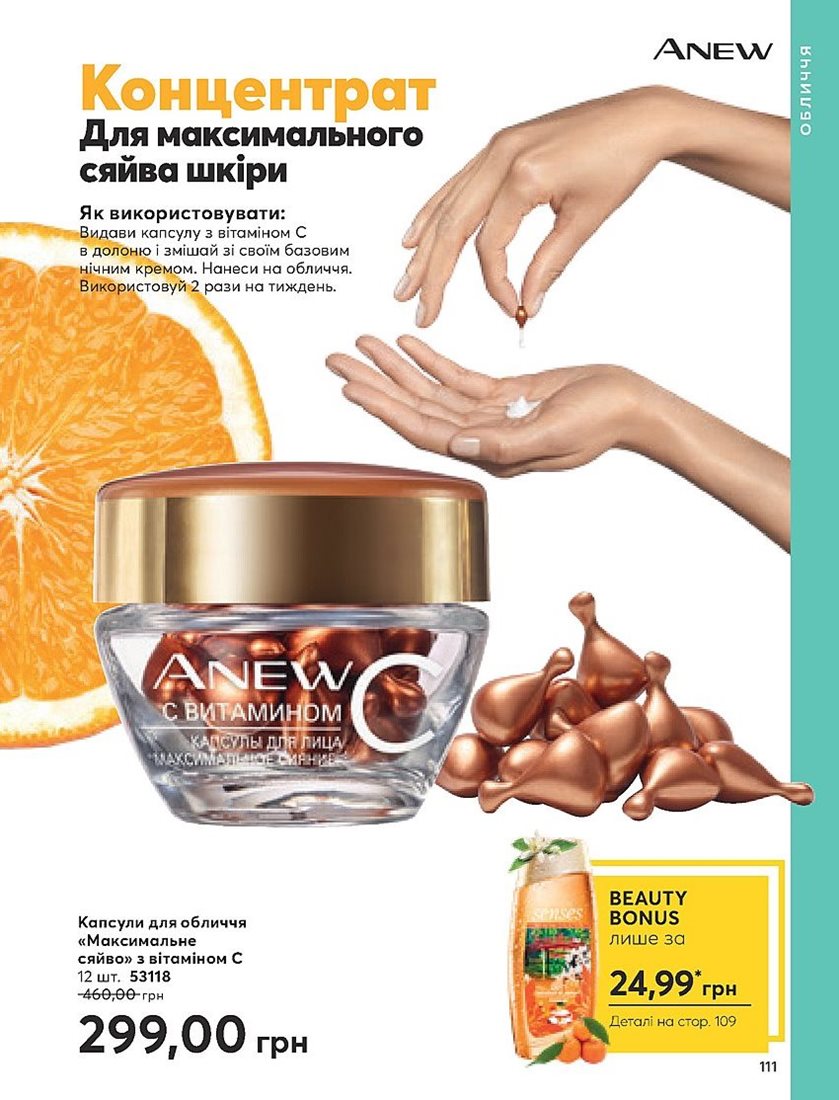 ANEW
ОБЛИЧЧЯ
Концентрат
Для максимального
сяйва шкіри
Як використовувати:
Видави капсулу з вітаміном С
в долоню і змішай зі своїм базовим
нічним кремом. Нанеси на обличчя.
Використовуй 2 рази на тиждень.
ANEW C
С ВИТАМИНОМ
КАПСУЛЫ ДЛЯ ЛИЦА
МАКСИМАЛЬНОЕ СИЯНИЕ
Капсули для обличчя
«Максимальне
сяйво» з вітаміном С
12 шт. 53118
460,00 грн
299,00 грн
senses
BEAUTY
BONUS
лише за
24,99* грн
Деталі на стор. 109
111